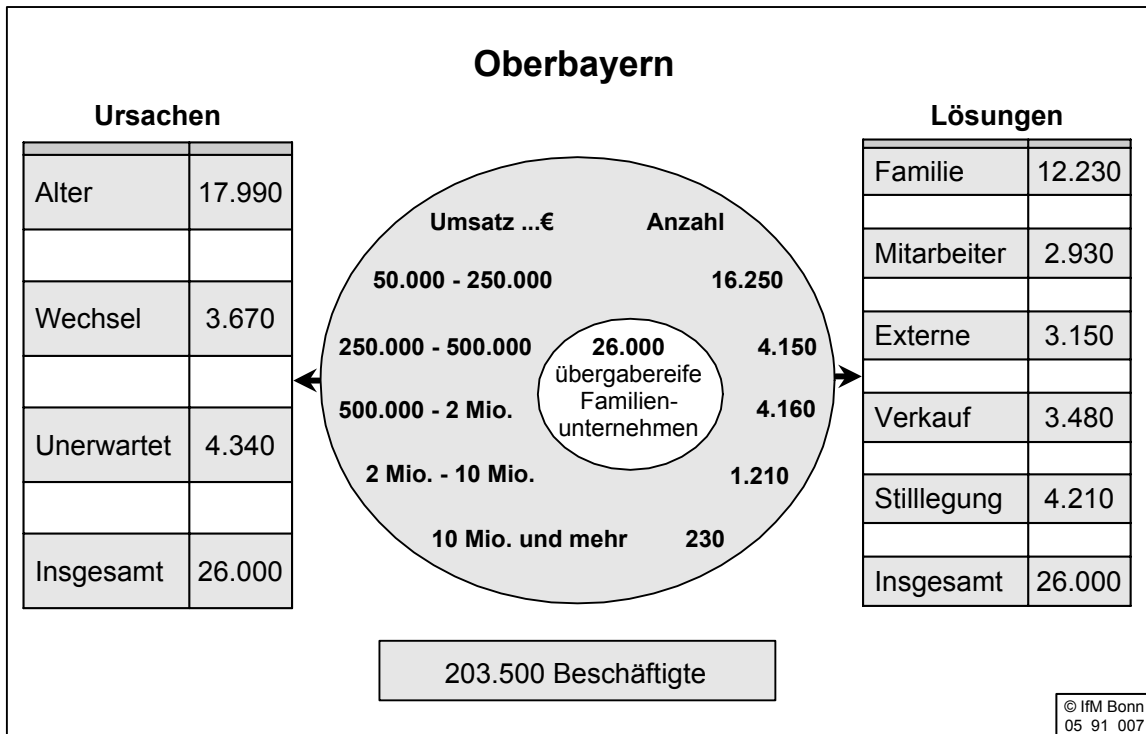 Oberbayern
Ursachen
Alter 17.990
Wechsel 3.670
Unerwartet 4.340
Insgesamt 26.000
Umsatz ...€ Anzahl
50.000 - 250.000 16.250
250.000 - 500.000 4.150
500.000 - 2 Mio. 4.160
2 Mio. - 10 Mio. 1.210
10 Mio. und mehr 230
26.000
übergabereife
Familien-
unternehmen
Lösungen
Familie 12.230
Mitarbeiter 2.930
Externe 3.150
Verkauf 3.480
Stilllegung 4.210
Insgesamt 26.000
203.500 Beschäftigte
© IfM Bonn
05 91 007